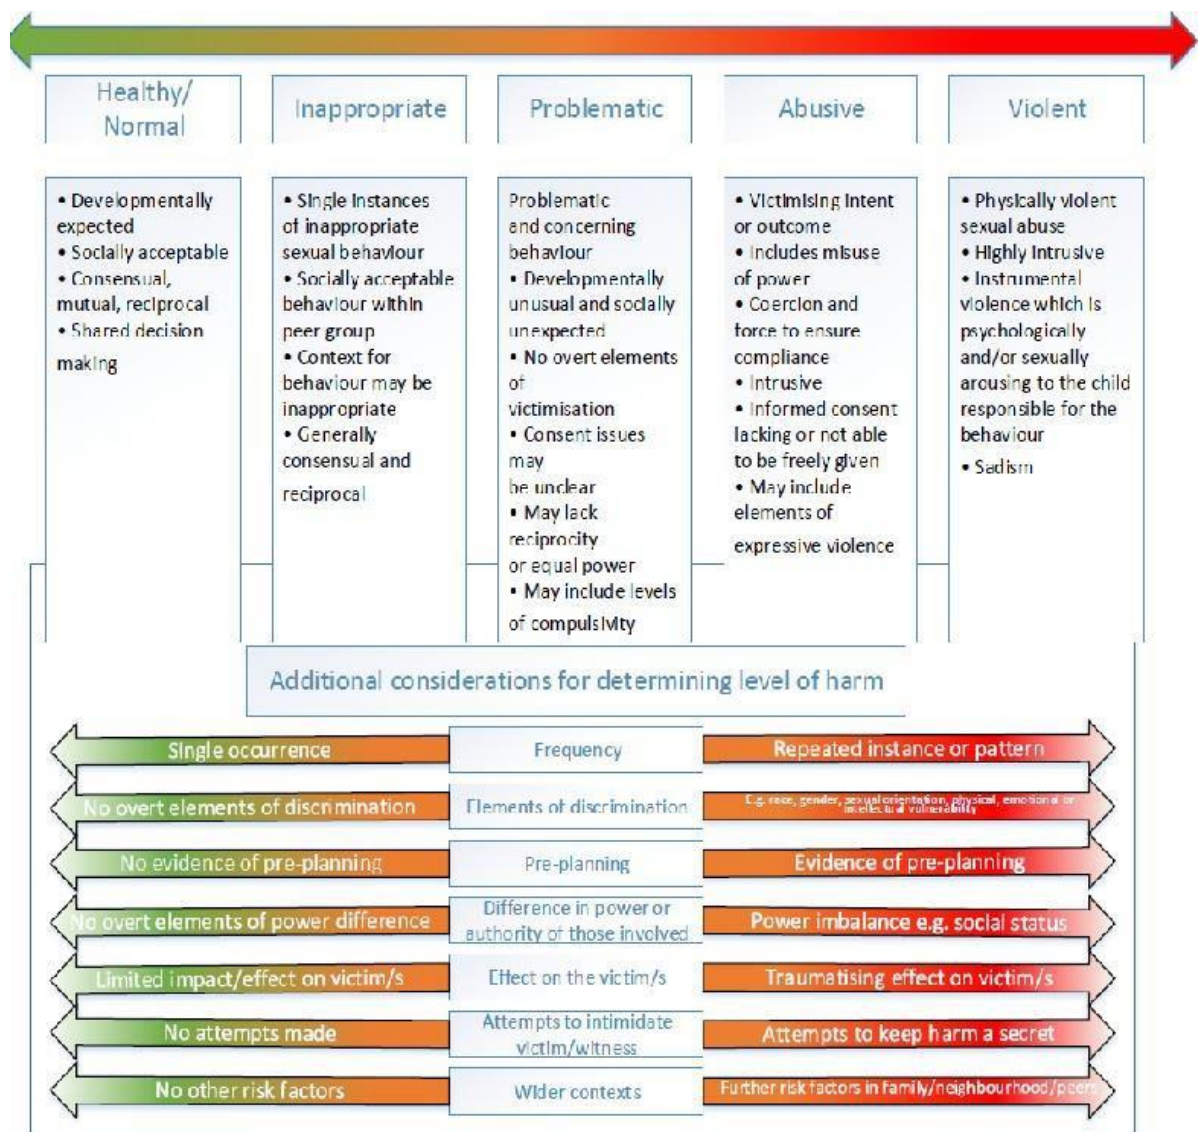 Healthy/
Normal
Inappropriate
Problematic
Abusive
Violent
• Developmentally
expected
• Socially acceptable
• Consensual,
mutual, reciprocal
• Shared decision
making
• Single instances
of inappropriate
sexual behaviour
• Socially acceptable
behaviour within
peer group
• Context for
behaviour may be
inappropriate
• Generally
consensual and
reciprocal
Problematic
and concerning
behaviour
• Developmentally
unusual and socially
unexpected
• No overt elements
of
victimisation
• Consent issues
may
be unclear
• May lack
reciprocity
or equal power
• May include levels
of compulsivity
• Victimising intent
or outcome
• Includes misuse
of power
• Coercion and
force to ensure
compliance
• Intrusive
• Informed consent
lacking or not able
to be freely given
• May include
elements of
expressive violence
• Physically violent
sexual abuse
• Highly intrusive
• Instrumental
violence which is
psychologically
and/or sexually
arousing to the child
responsible for the
behaviour
• Sadism
Additional considerations for determining level of harm
Single occurrence
Frequency
Repeated instance or pattern
No overt elements of discrimination
Elements of discrimination
E.g. race, gender, sexual orientation, physical, emotional or
intellectual vulnerability
No evidence of pre-planning
Pre-planning
Evidence of pre-planning
No overt elements of power difference
Difference in power or
authority of those involved
Power imbalance e.g. social status
Limited impact/effect on victim/s
Effect on the victim/s
Traumatising effect on victim/s
No attempts made
Attempts to intimidate
victim/witness
Attempts to keep harm a secret
No other risk factors
Wider contexts
Further risk factors in family/neighbourhood/peers